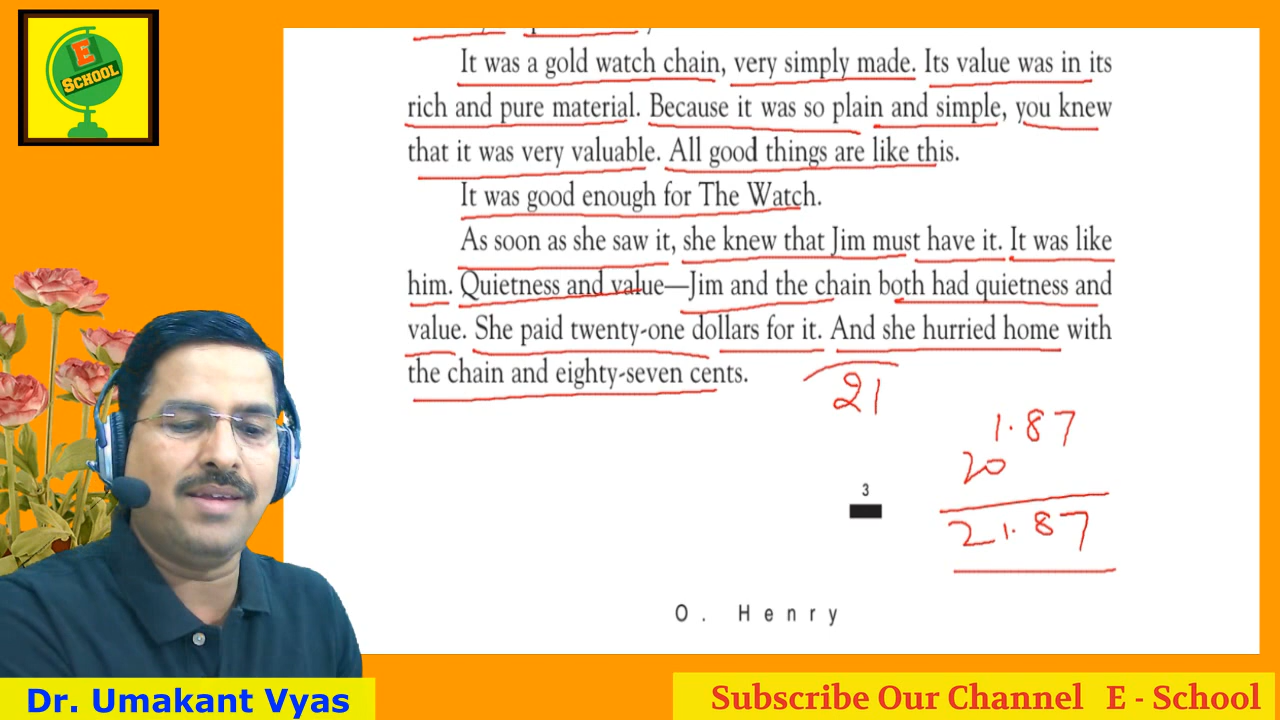 E
SCHOOL
It was a gold watch chain, very simply made. Its value was in its
rich and pure material. Because it was so plain and simple, you knew
that it was very valuable. All good things are like this.
It was good enough for The Watch.
As soon as she saw it, she knew that Jim must have it. It was like
him. Quietness and value—Jim and the chain both had quietness and
value. She paid twenty-one dollars for it. And she hurried home with
the chain and eighty-seven cents.
21
1.87
20
21.87
3
O. Henry
Dr. Umakant Vyas
Subscribe Our Channel E - School